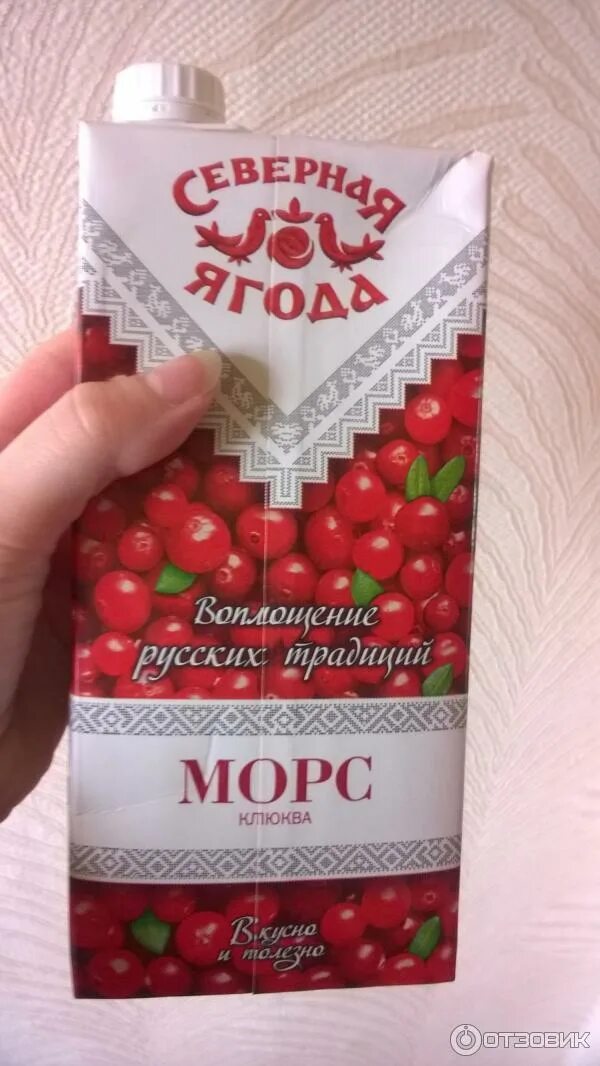 СЕВЕРНАЯ
ЯГОДА
Воплощение
русских традиций
МОРС
КЛЮКВА
Вкусно
и полезно
ОТЗОВИК